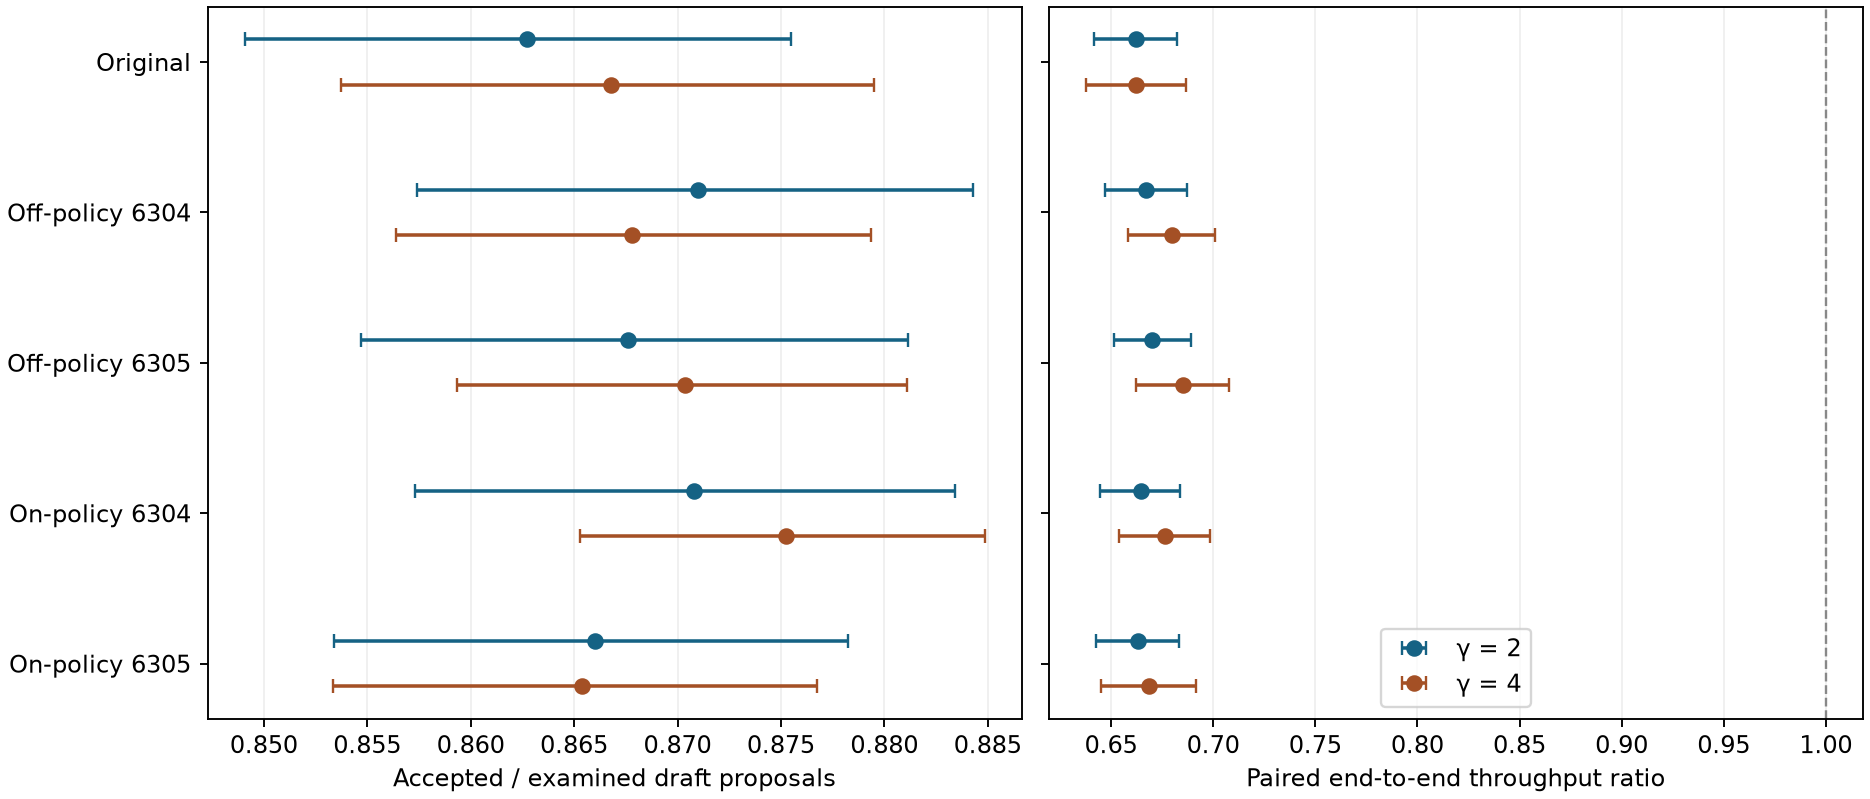 Original
Off-policy 6304
Off-policy 6305
On-policy 6304
On-policy 6305
0.850 0.855 0.860 0.865 0.870 0.875 0.880 0.885
Accepted / examined draft proposals
γ = 2
γ = 4
0.65 0.70 0.75 0.80 0.85 0.90 0.95 1.00
Paired end-to-end throughput ratio